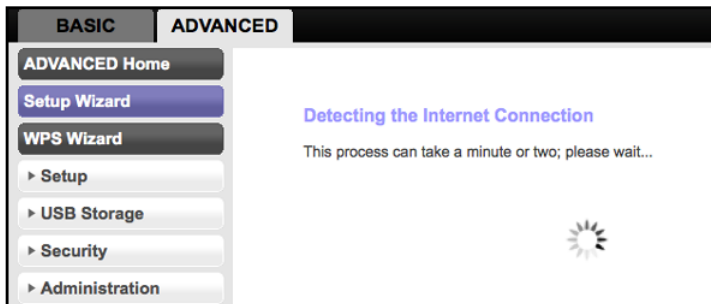 BASIC
ADVANCED
ADVANCED Home
Setup Wizard
WPS Wizard
Setup
USB Storage
Security
Administration
Detecting the Internet Connection
This process can take a minute or two; please wait...